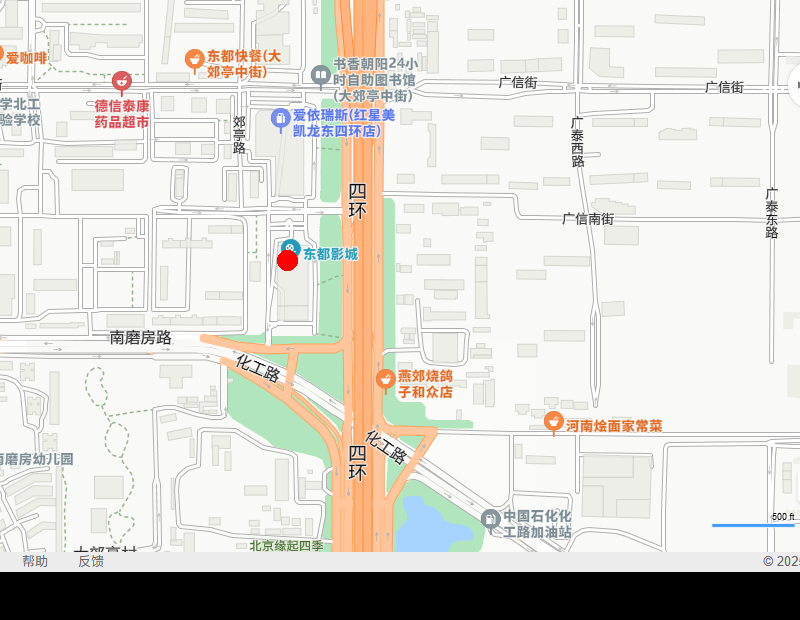 爱咖啡
东都快餐(大
郊亭中街)
书香朝阳24小
时自助图书馆
(大郊亭中街)
广信街
广信街
德信泰康
药品超市
学北工
验学校
郊亭路
爱依瑞斯(红星美
凯龙东四环店)
广泰西路
四环
广泰东路
广信南街
东都影城
南磨房路
化工路
燕郊烧鸽
子和众店
河南烩面家常菜
化工路
四环
南磨房幼儿园
中国石化化
工路加油站
500 ft
北京缘起四季
大郊亭村
帮助
反馈